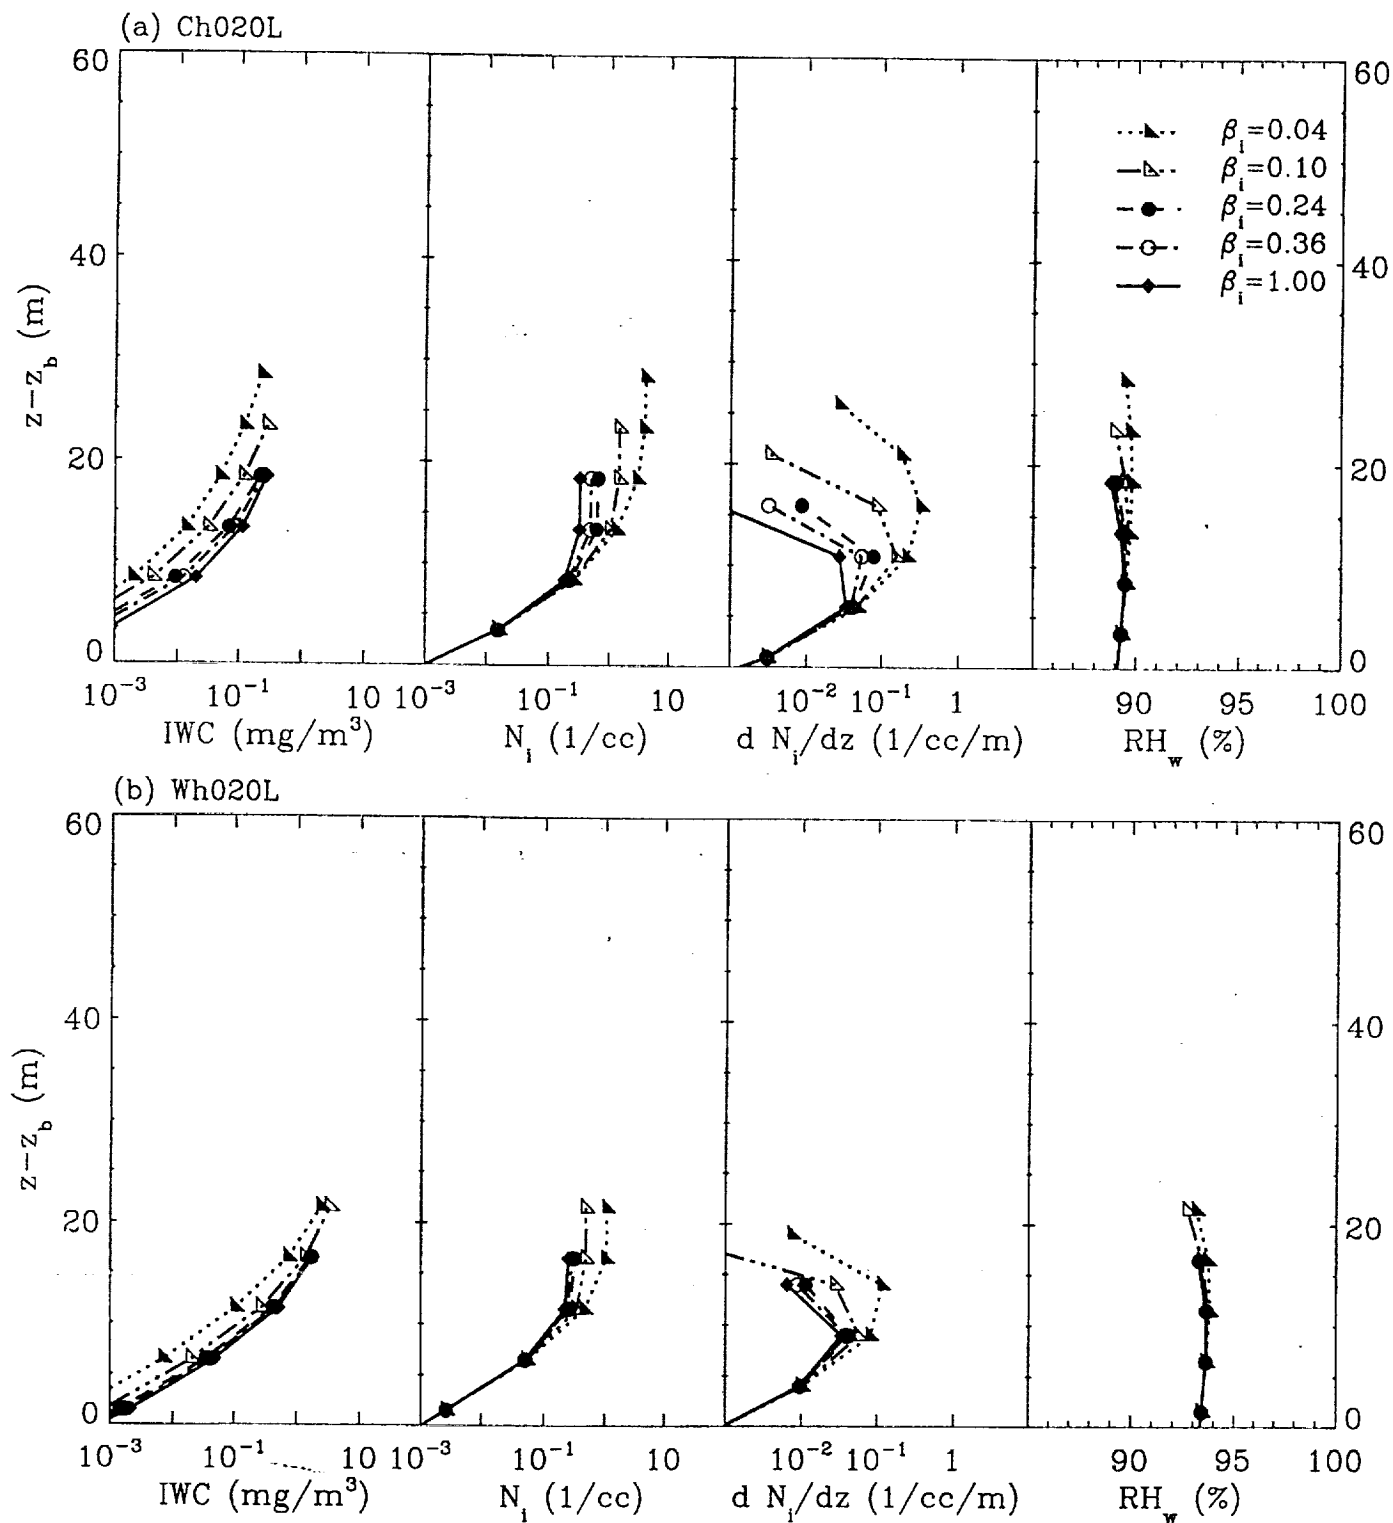 (a) Ch020L
60
40
20
0
z−z_b (m)
β_i=0.04
β_i=0.10
β_i=0.24
β_i=0.36
β_i=1.00
60
40
20
0
10⁻³ 10⁻¹ 10 10⁻³ 10⁻¹ 10 10⁻² 10⁻¹ 1 90 95 100
IWC (mg/m³) N_i (1/cc) d N_i/dz (1/cc/m) RH_w (%)
(b) Wh020L
60
40
20
0
z−z_b (m)
60
40
20
0
10⁻³ 10⁻¹ 10 10⁻³ 10⁻¹ 10 10⁻² 10⁻¹ 1 90 95 100
IWC (mg/m³) N_i (1/cc) d N_i/dz (1/cc/m) RH_w (%)